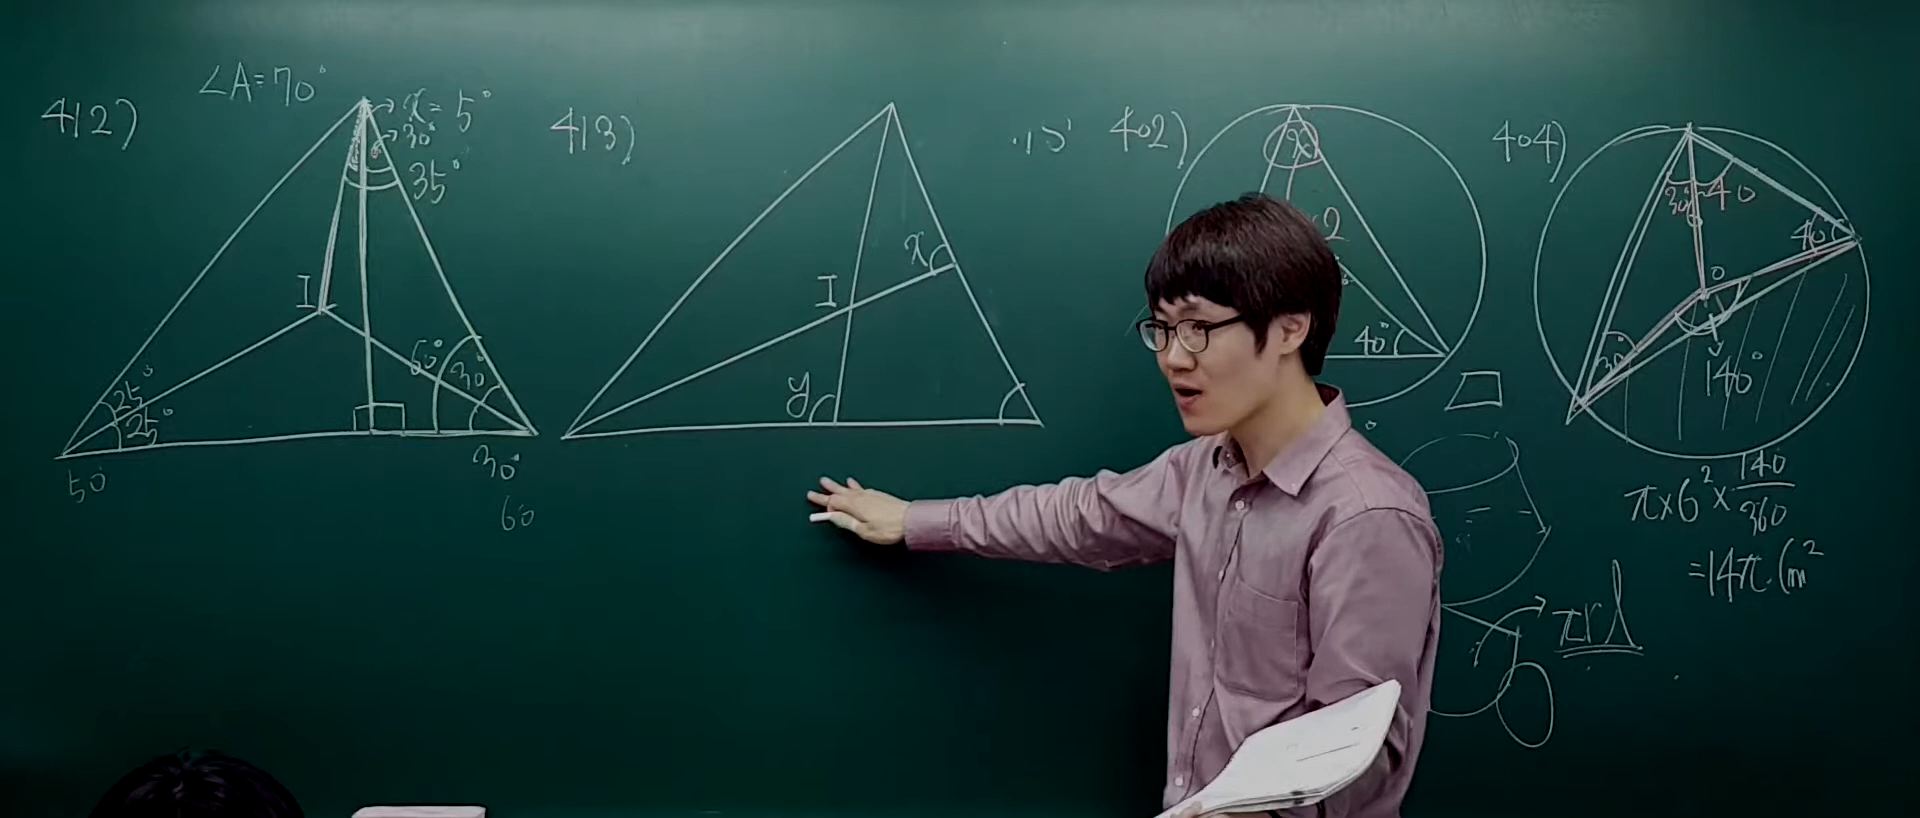 412)
∠A=70°
x=5°
30°
35°
I
25°
25°
50
60°
30°
30°
60
413)
x
I
y
402)
x
2
40°
404)
30°
40
40°
30°
140°
π×6²×140/360
=14π cm²
πrl